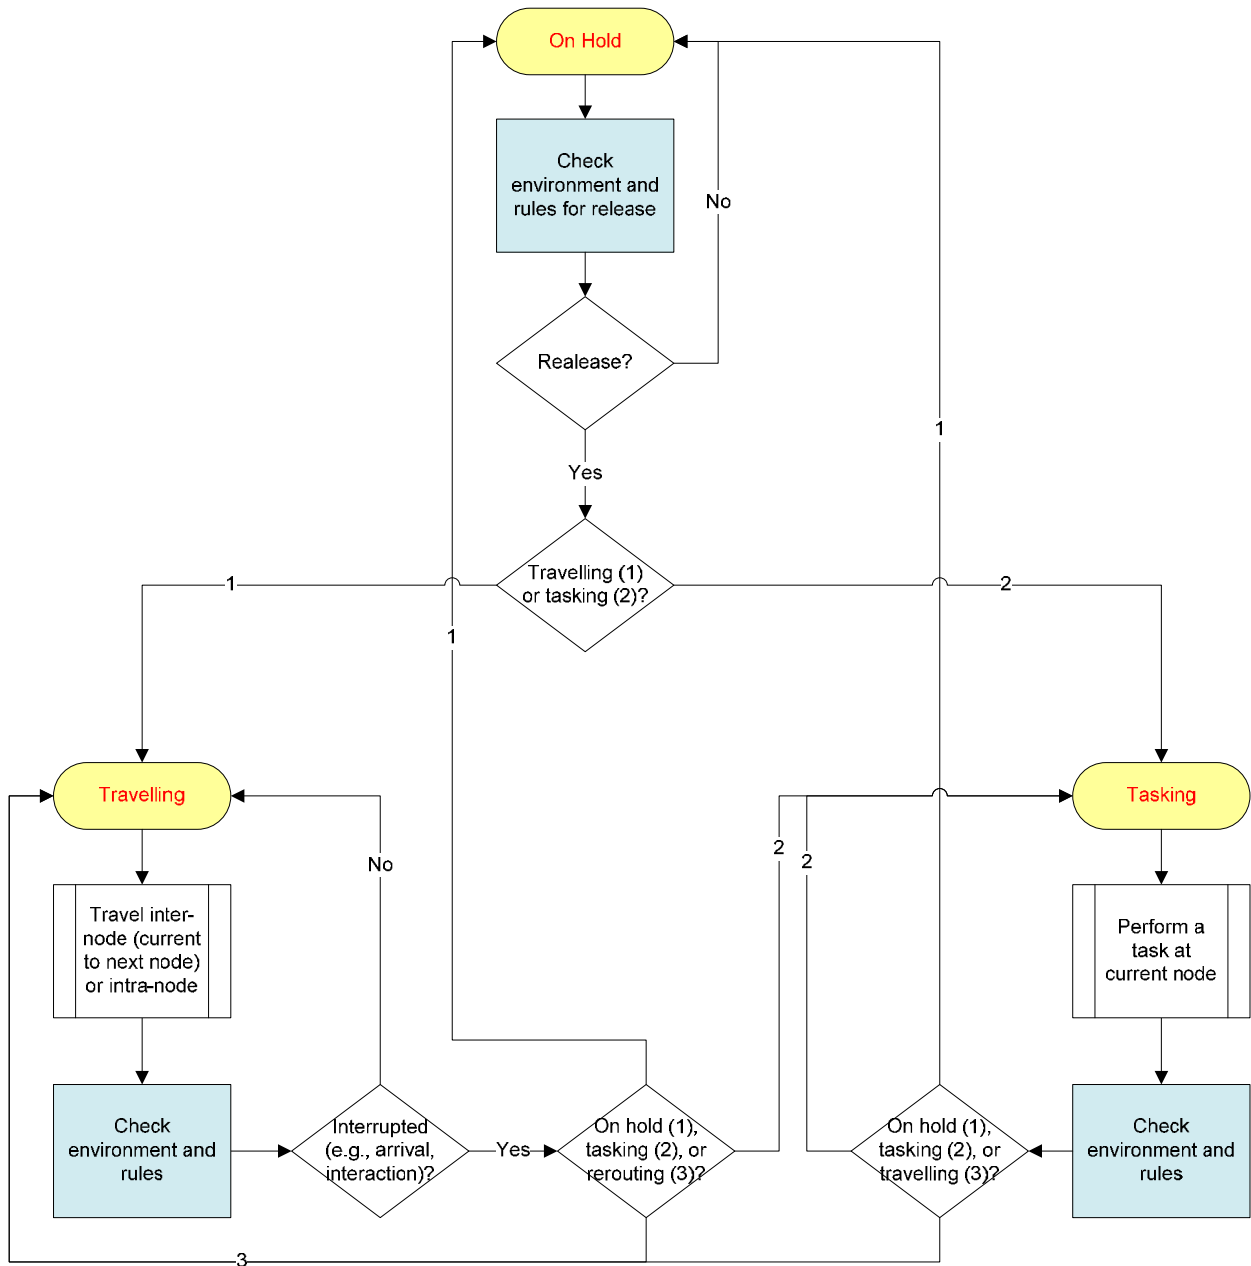 On Hold
Check
environment and
rules for release
No
Realease?
1
Yes
Travelling (1)
or tasking (2)?
1
2
1
Travelling
Tasking
No
2
2
Travel inter-
node (current
to next node)
or intra-node
Perform a
task at
current node
Check
environment and
rules
Interrupted
(e.g., arrival,
interaction)?
Yes
On hold (1),
tasking (2), or
rerouting (3)?
On hold (1),
tasking (2), or
travelling (3)?
Check
environment and
rules
3